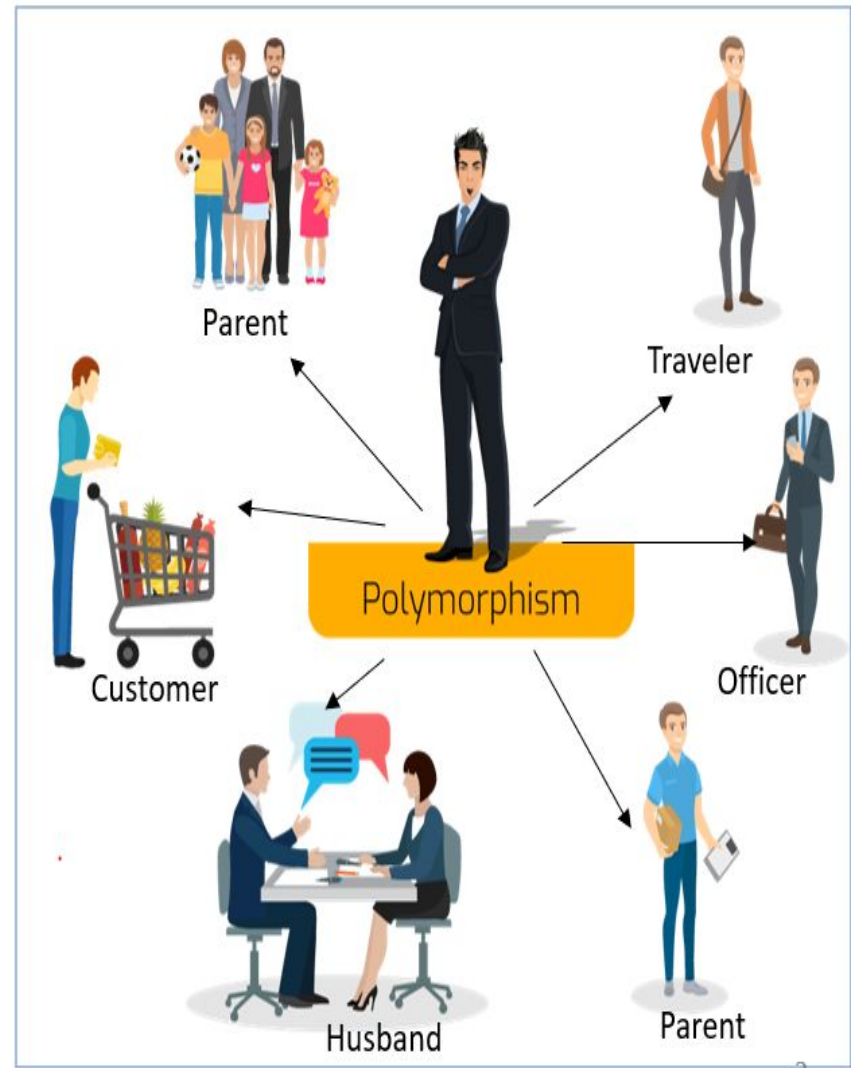 Parent
Traveler
Polymorphism
Customer
Officer
Husband
Parent